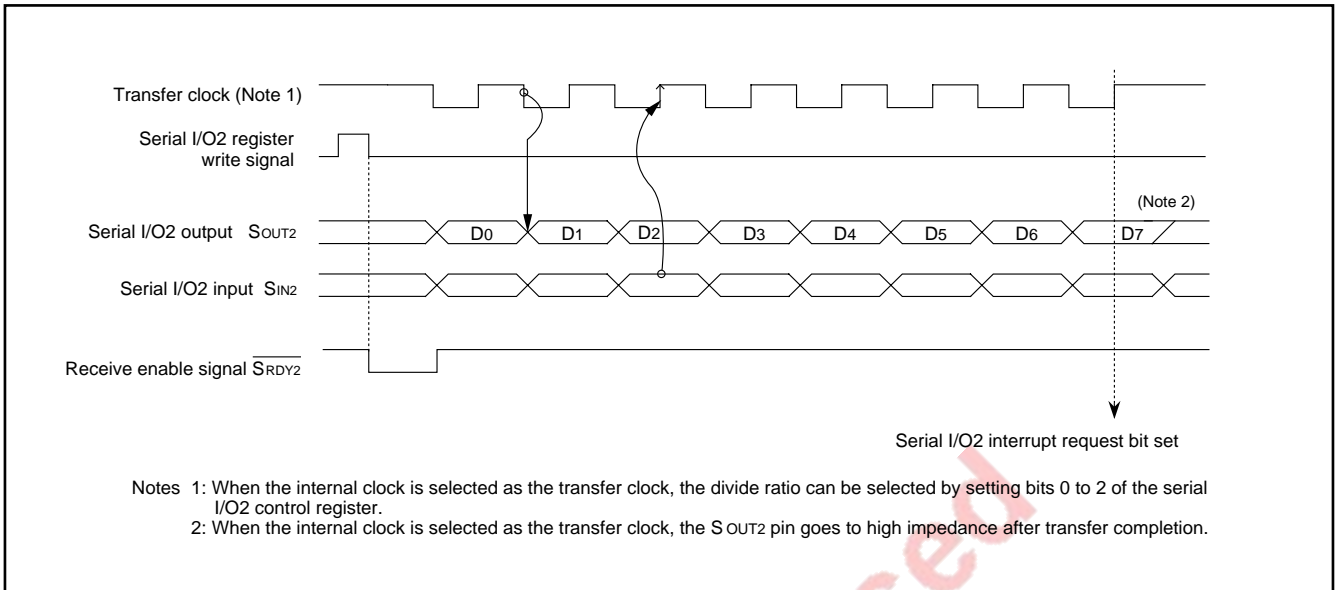 Transfer clock (Note 1)
Serial I/O2 register
write signal
(Note 2)
Serial I/O2 output SOUT2
D0 D1 D2 D3 D4 D5 D6 D7
Serial I/O2 input SIN2
Receive enable signal SRDY2
Serial I/O2 interrupt request bit set
Notes 1: When the internal clock is selected as the transfer clock, the divide ratio can be selected by setting bits 0 to 2 of the serial
I/O2 control register.
2: When the internal clock is selected as the transfer clock, the S OUT2 pin goes to high impedance after transfer completion.